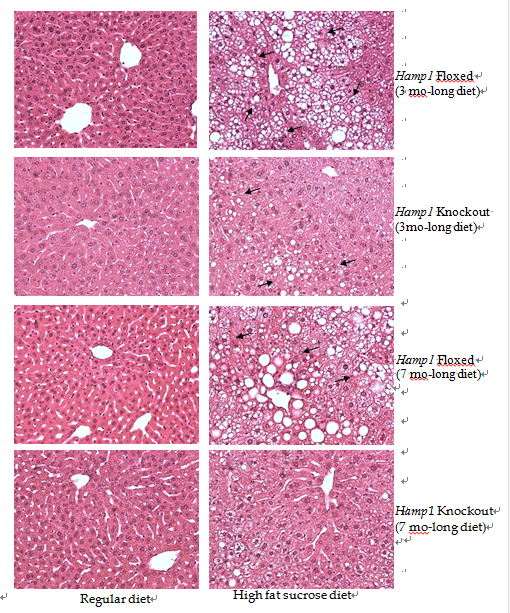 Hamp1 Floxed
(3 mo-long diet)
Hamp1 Knockout
(3mo-long diet)
Hamp1 Floxed
(7 mo-long diet)
Hamp1 Knockout
(7 mo-long diet)
Regular diet
High fat sucrose diet